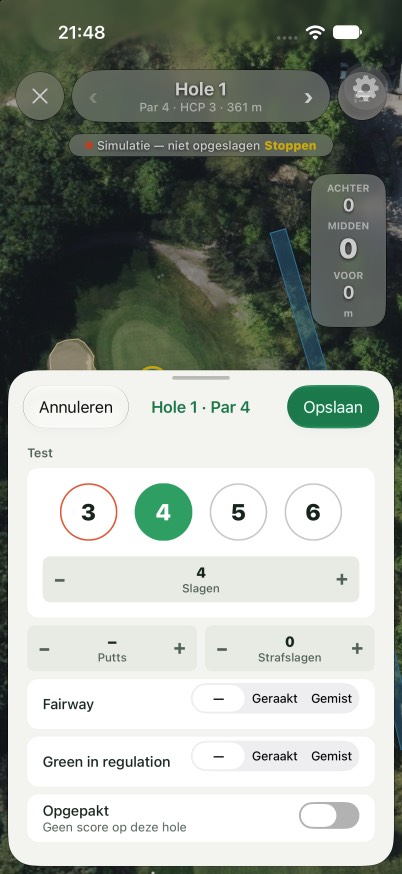 21:48
Hole 1
Par 4 · HCP 3 · 361 m
Simulatie — niet opgeslagen Stoppen
ACHTER
0
MIDDEN
0
VOOR
0
m
Annuleren
Hole 1 · Par 4
Opslaan
Test
3 4 5 6
− 4 +
Slagen
− – +
Putts
− 0 +
Strafslagen
Fairway – Geraakt Gemist
Green in regulation – Geraakt Gemist
Opgepakt
Geen score op deze hole